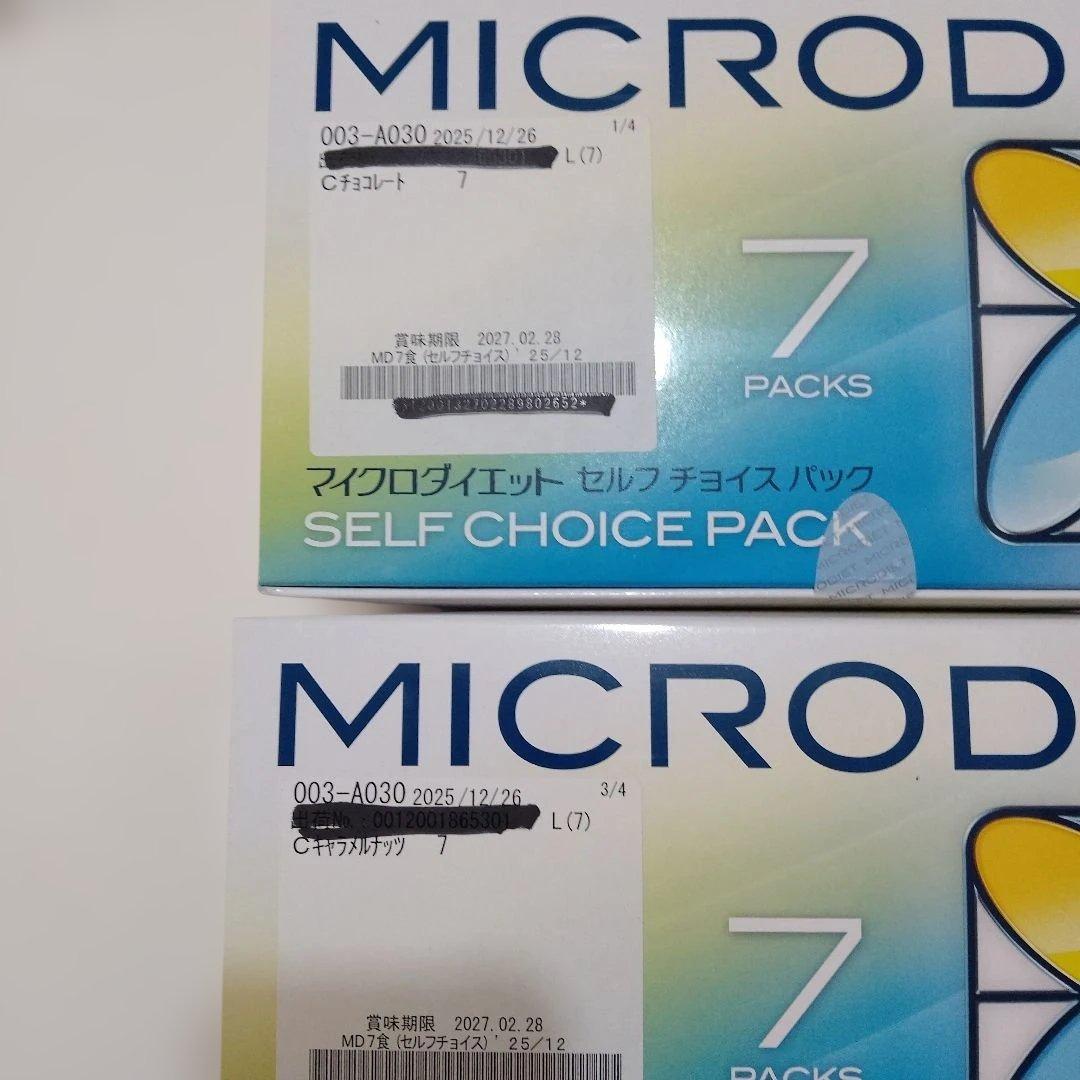 MICROD
003-A030 2025/12/26 1/4
L(7)
Cチョコレート 7
7
PACKS
賞味期限 2027.02.28
MD7食(セルフチョイス)' 25/12
マイクロダイエット セルフ チョイス パック
SELF CHOICE PACK
MICRODIET
MICROD
003-A030 2025/12/26 3/4
L(7)
Cキャラメルナッツ 7
7
PACKS
賞味期限 2027.02.28
MD7食(セルフチョイス)' 25/12